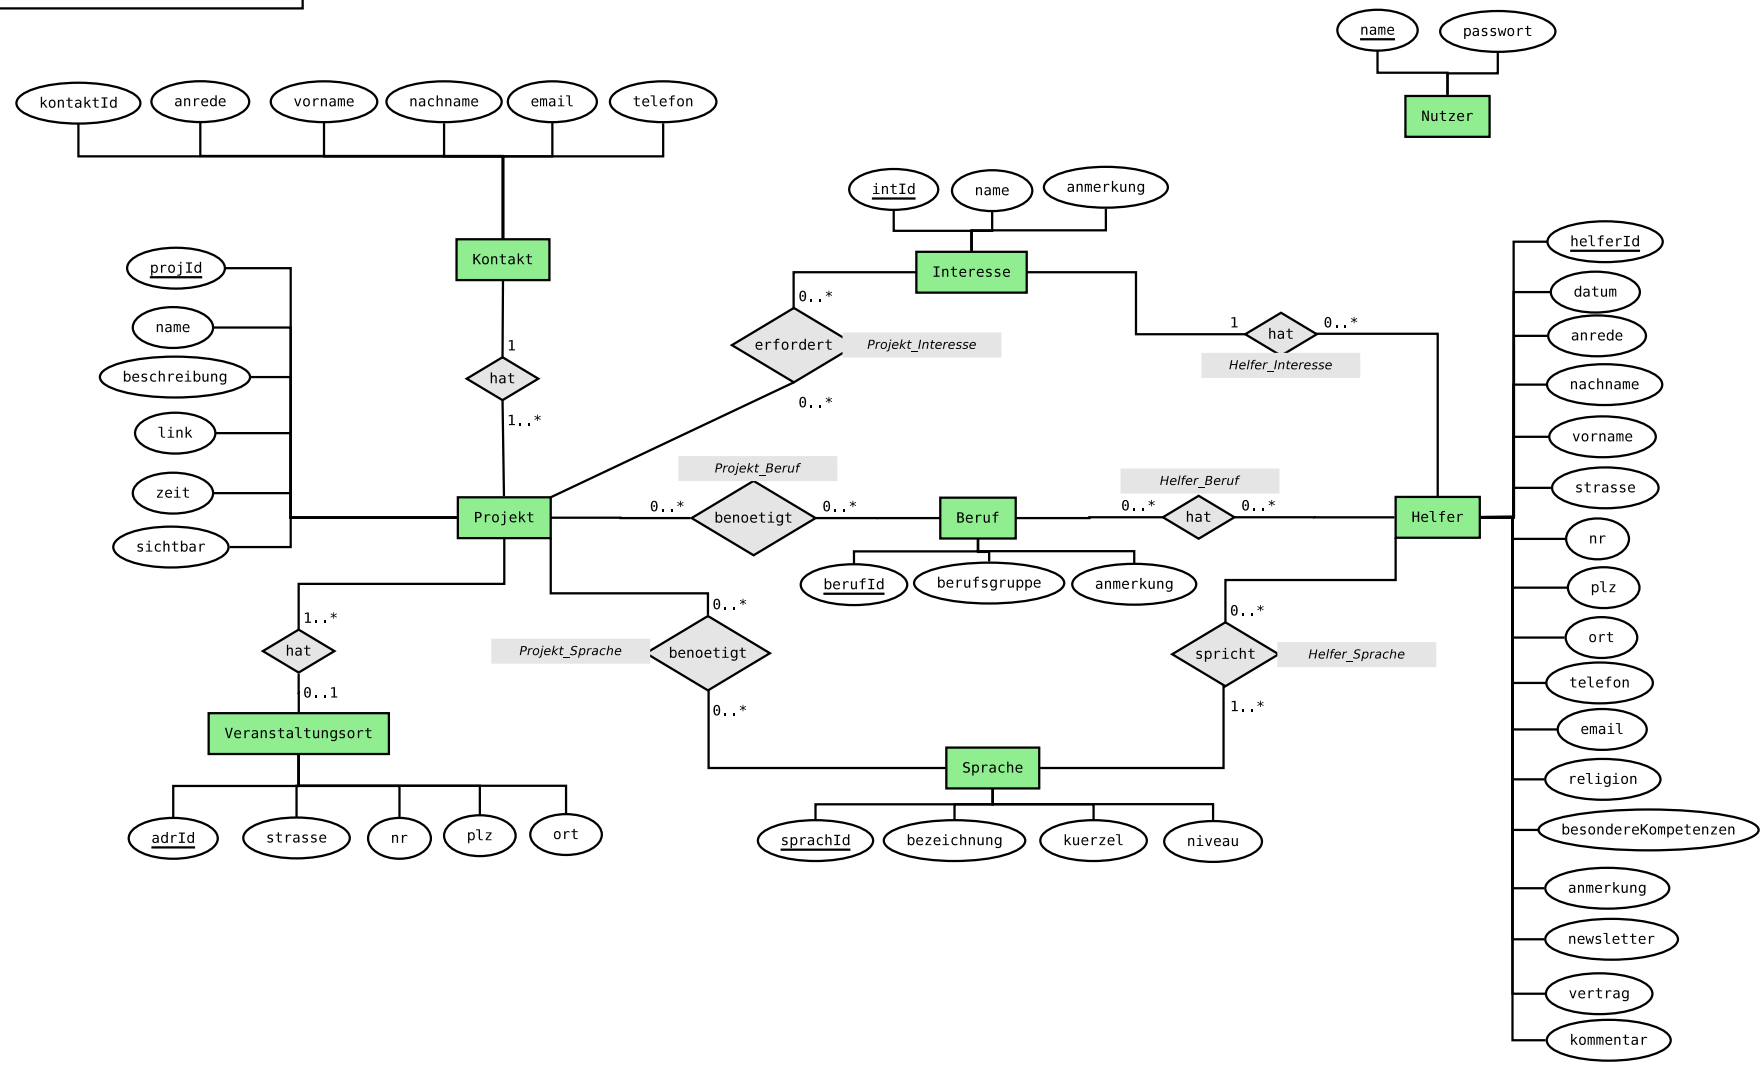 name
passwort
Nutzer
kontaktId
anrede
vorname
nachname
email
telefon
Kontakt
1
hat
1..*
intId
name
anmerkung
Interesse
0..*
erfordert
Projekt_Interesse
0..*
1
hat
0..*
Helfer_Interesse
projId
name
beschreibung
link
zeit
sichtbar
Projekt
0..*
Projekt_Beruf
benoetigt
0..*
Beruf
berufId
berufsgruppe
anmerkung
Helfer_Beruf
0..*
hat
0..*
Helfer
helferId
datum
anrede
nachname
vorname
strasse
nr
plz
ort
telefon
email
religion
besondereKompetenzen
anmerkung
newsletter
vertrag
kommentar
1..*
hat
0..1
Veranstaltungsort
adrId
strasse
nr
plz
ort
0..*
Projekt_Sprache
benoetigt
0..*
0..*
spricht
Helfer_Sprache
1..*
Sprache
sprachId
bezeichnung
kuerzel
niveau